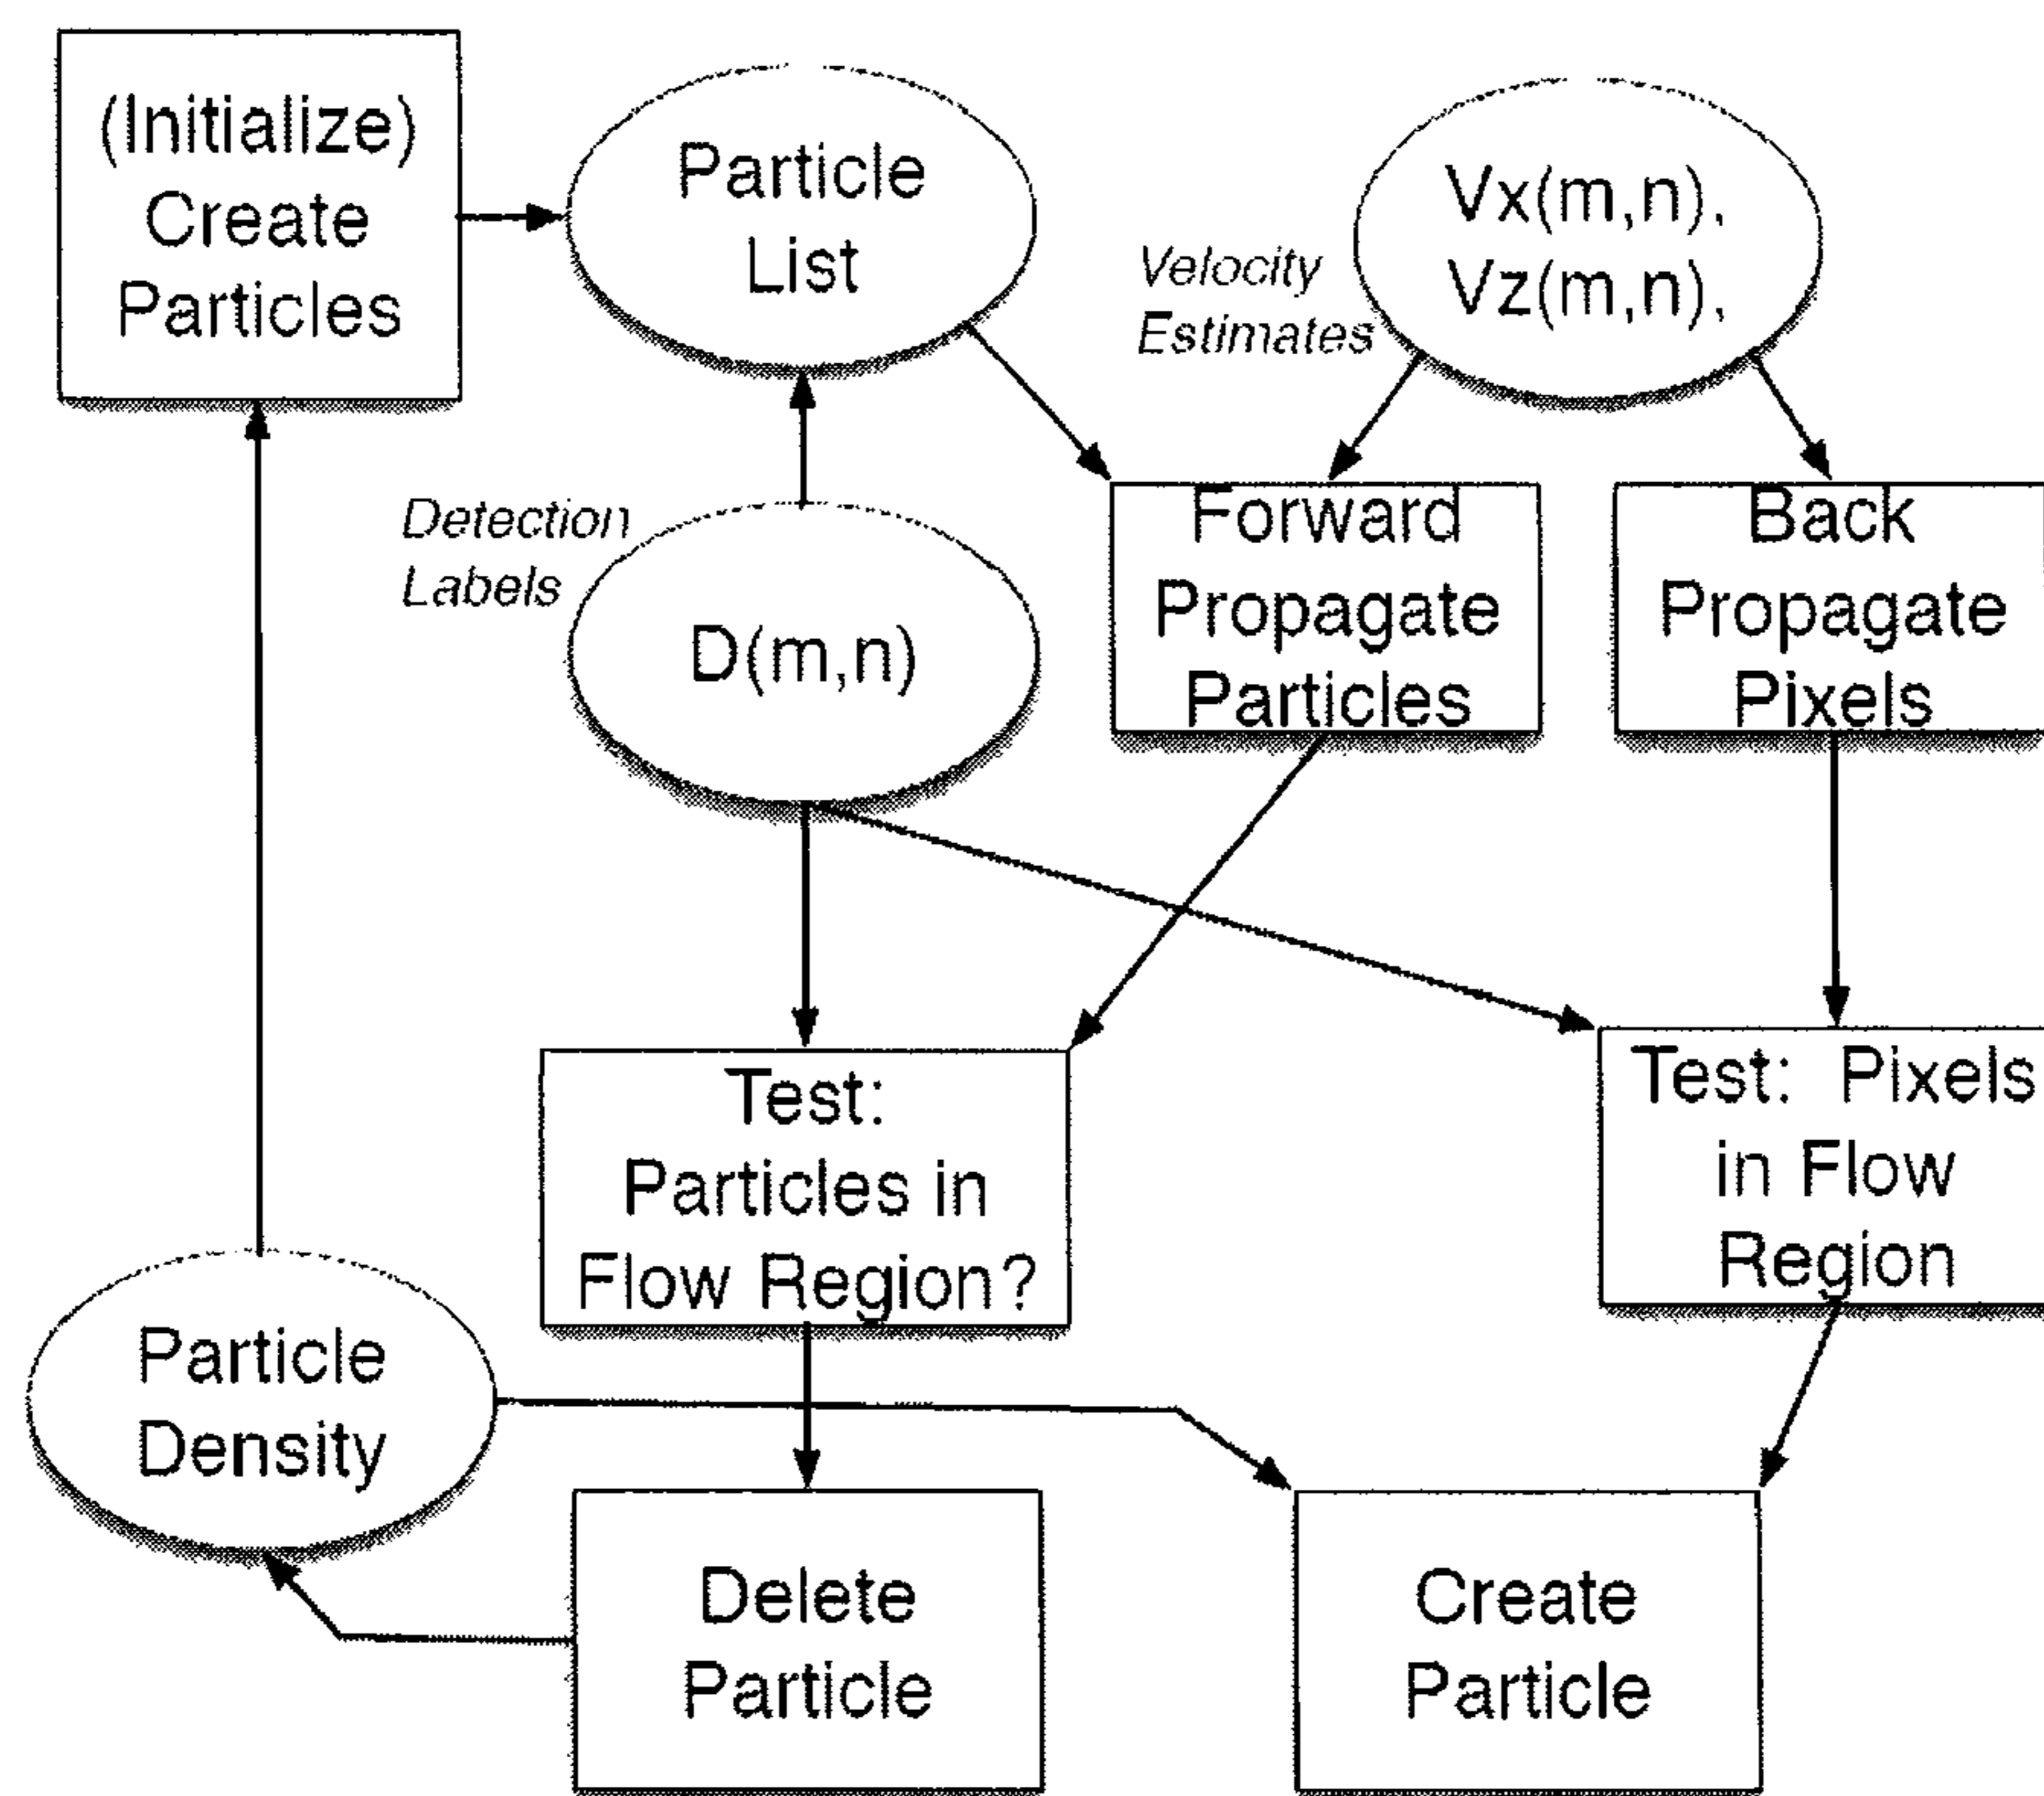 (Initialize)
Create
Particles
Particle
List
Vx(m,n),
Vz(m,n),
Velocity
Estimates
Detection
Labels
D(m,n)
Forward
Propagate
Particles
Back
Propagate
Pixels
Test:
Particles in
Flow Region?
Test: Pixels
in Flow
Region
Particle
Density
Delete
Particle
Create
Particle